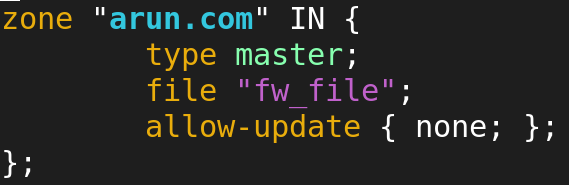 zone "arun.com" IN {
        type master;
        file "fw_file";
        allow-update { none; };
};